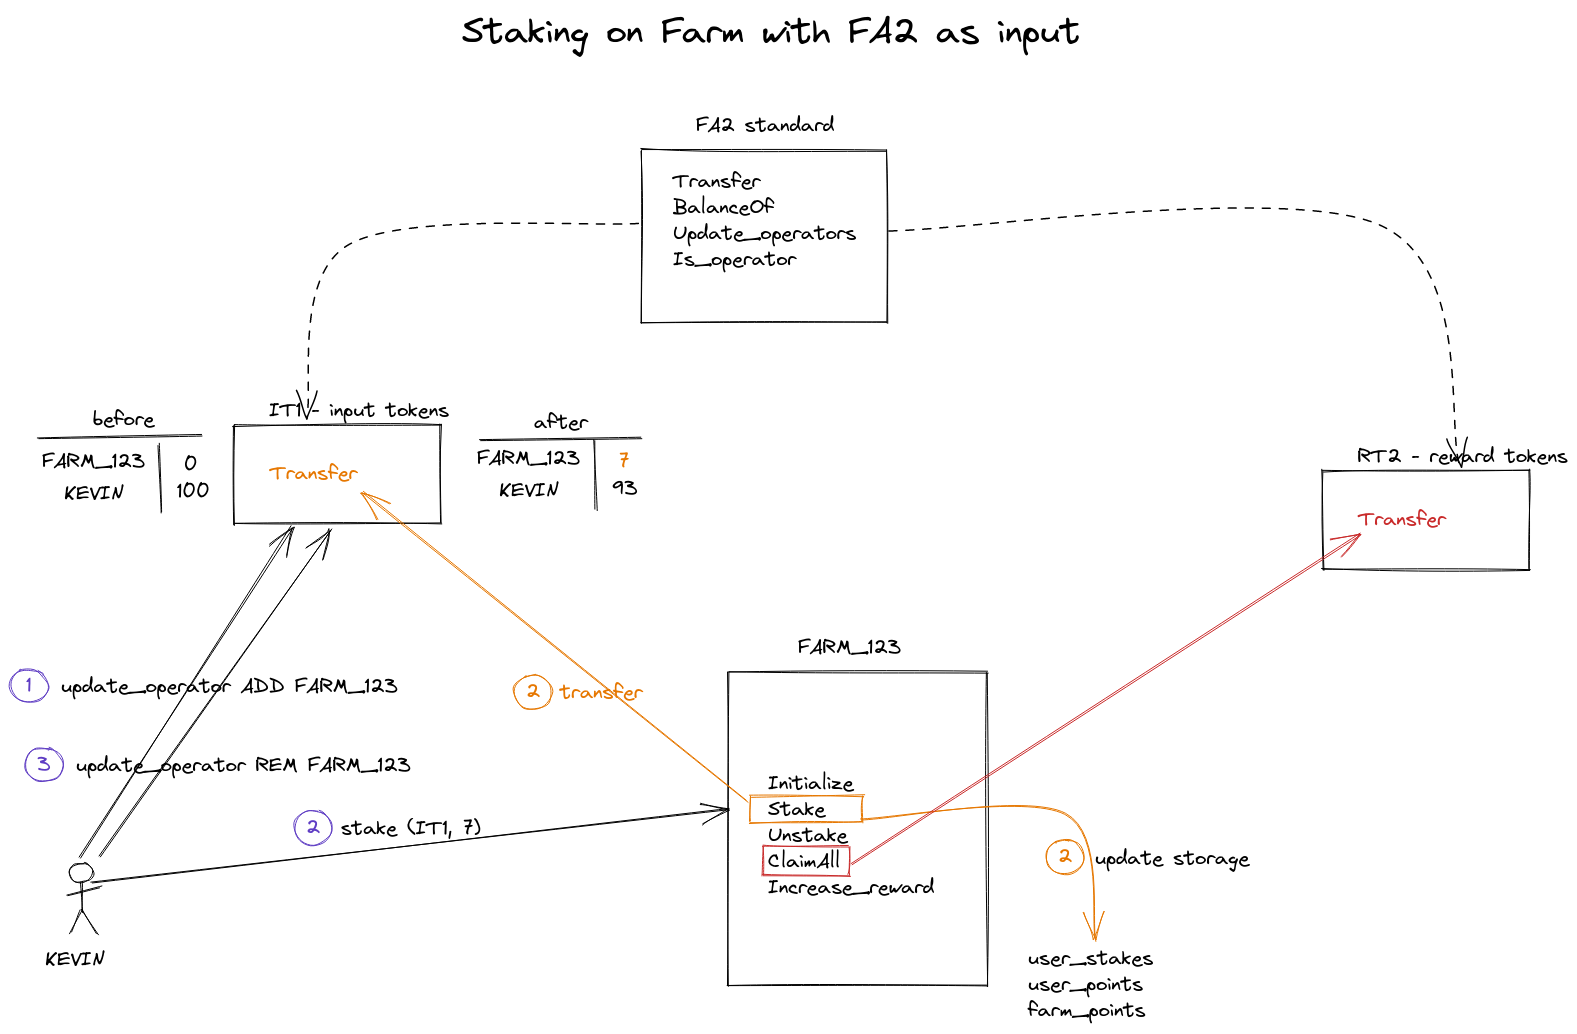 Staking on Farm with FA2 as input
FA2 standard
Transfer
BalanceOf
Update_operators
Is_operator
before
FARM_123 0
KEVIN 100
IT1 - input tokens
Transfer
after
FARM_123 7
KEVIN 93
RT2 - reward tokens
Transfer
1 update_operator ADD FARM_123
2 transfer
3 update_operator REM FARM_123
2 stake (IT1, 7)
KEVIN
FARM_123
Initialize
Stake
Unstake
ClaimAll
Increase_reward
2 update storage
user_stakes
user_points
farm_points